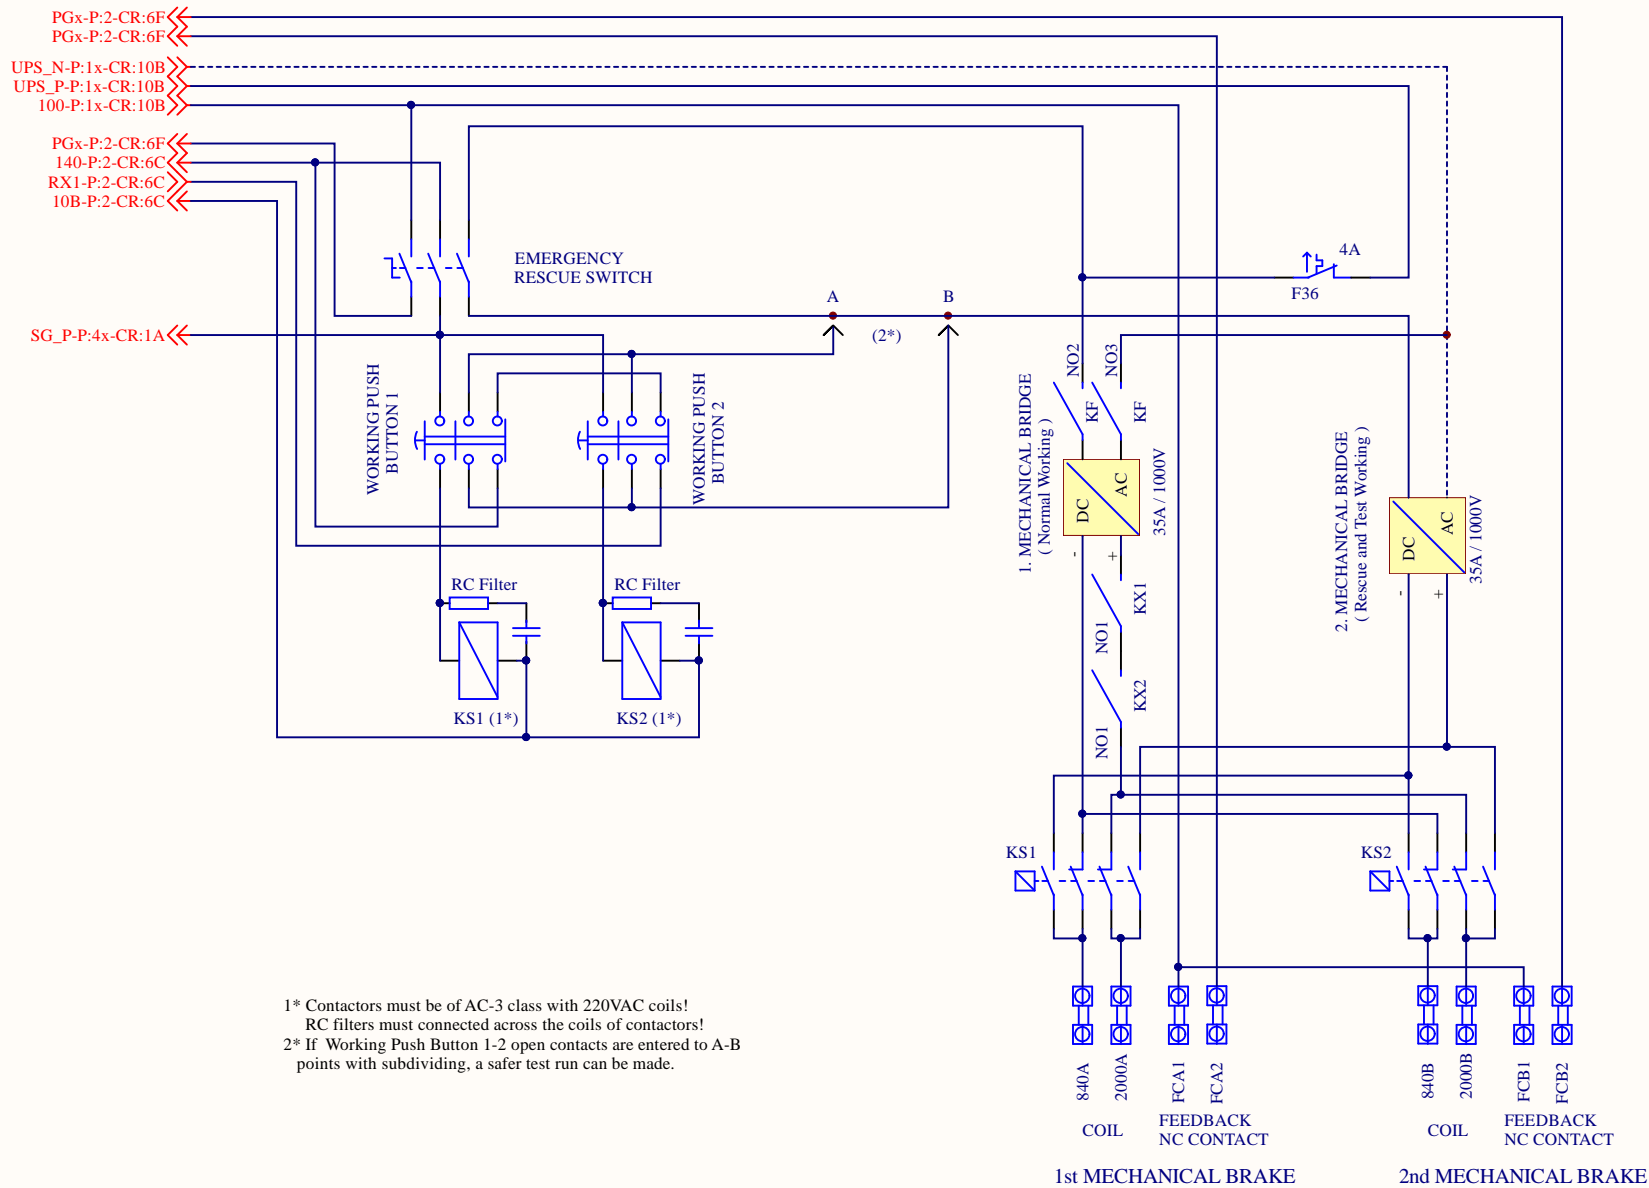 PGx-P:2-CR:6F
PGx-P:2-CR:6F
UPS_N-P:1x-CR:10B
UPS_P-P:1x-CR:10B
100-P:1x-CR:10B
PGx-P:2-CR:6F
140-P:2-CR:6C
RX1-P:2-CR:6C
10B-P:2-CR:6C
SG_P-P:4x-CR:1A
EMERGENCY
RESCUE SWITCH
4A
F36
A
B
(2*)
WORKING PUSH
BUTTON 1
WORKING PUSH
BUTTON 2
NO2
NO3
KF
KF
1. MECHANICAL BRIDGE
( Normal Working )
DC
AC
35A / 1000V
-
+
2. MECHANICAL BRIDGE
( Rescue and Test Working )
DC
AC
35A / 1000V
-
+
KX1
NO1
KX2
NO1
RC Filter
RC Filter
KS1 (1*)
KS2 (1*)
KS1
KS2
1* Contactors must be of AC-3 class with 220VAC coils!
RC filters must connected across the coils of contactors!
2* If Working Push Button 1-2 open contacts are entered to A-B
points with subdividing, a safer test run can be made.
840A
2000A
FCA1
FCA2
840B
2000B
FCB1
FCB2
COIL
FEEDBACK
NC CONTACT
COIL
FEEDBACK
NC CONTACT
1st MECHANICAL BRAKE
2nd MECHANICAL BRAKE